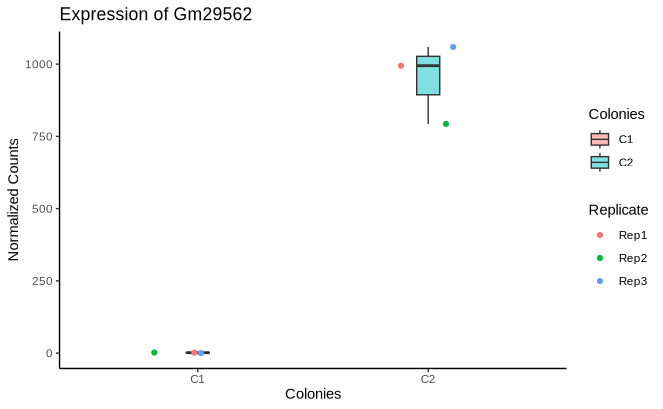 Expression of Gm29562
Normalized Counts
1000
750
500
250
0
C1
C2
Colonies
Colonies
C1
C2
Replicate
Rep1
Rep2
Rep3